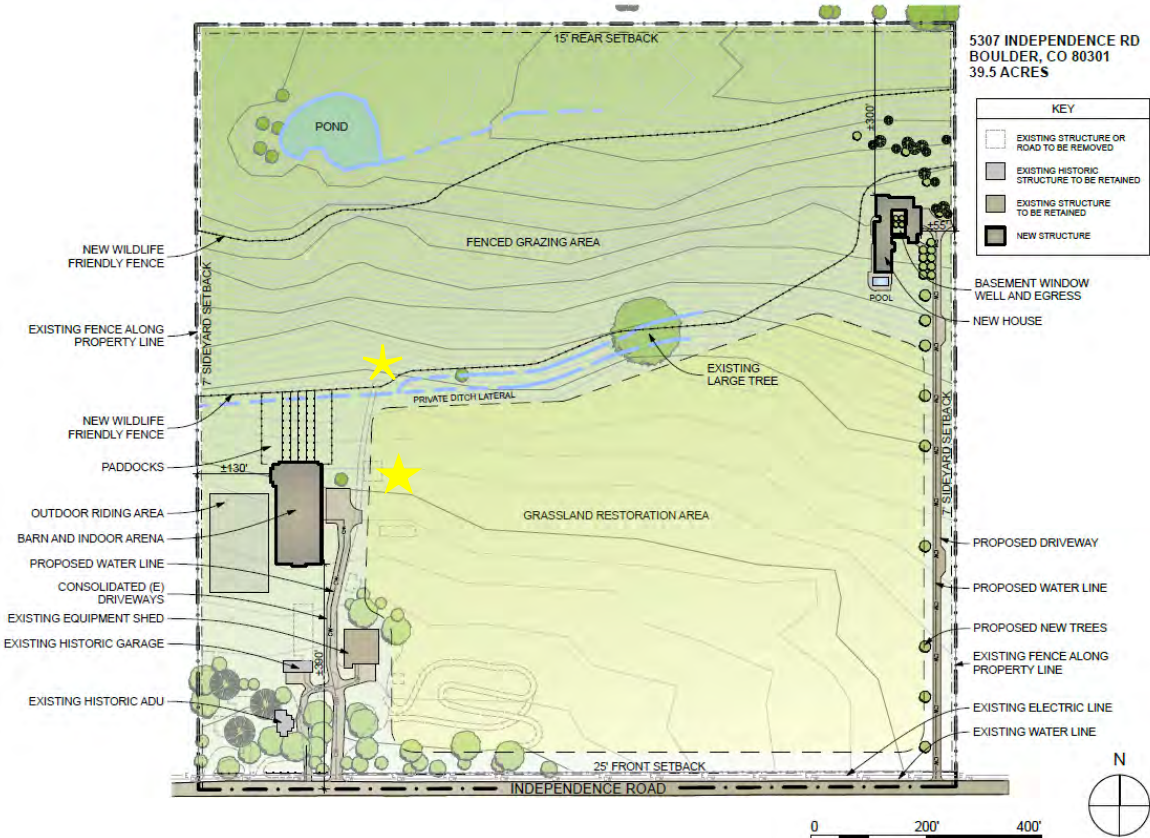 5307 INDEPENDENCE RD
BOULDER, CO 80301
39.5 ACRES
KEY
EXISTING STRUCTURE OR
ROAD TO BE REMOVED
EXISTING HISTORIC
STRUCTURE TO BE RETAINED
EXISTING STRUCTURE
TO BE RETAINED
NEW STRUCTURE
15' REAR SETBACK
POND
±300'
±55'
FENCED GRAZING AREA
NEW WILDLIFE
FRIENDLY FENCE
EXISTING FENCE ALONG
PROPERTY LINE
7' SIDEYARD SETBACK
BASEMENT WINDOW
WELL AND EGRESS
POOL
NEW HOUSE
EXISTING
LARGE TREE
PRIVATE DITCH LATERAL
NEW WILDLIFE
FRIENDLY FENCE
7' SIDEYARD SETBACK
PADDOCKS
±130'
OUTDOOR RIDING AREA
GRASSLAND RESTORATION AREA
BARN AND INDOOR ARENA
PROPOSED DRIVEWAY
PROPOSED WATER LINE
CONSOLIDATED (E)
DRIVEWAYS
PROPOSED WATER LINE
EXISTING EQUIPMENT SHED
PROPOSED NEW TREES
EXISTING HISTORIC GARAGE
±390'
EXISTING FENCE ALONG
PROPERTY LINE
EXISTING HISTORIC ADU
EXISTING ELECTRIC LINE
EXISTING WATER LINE
25' FRONT SETBACK
INDEPENDENCE ROAD
N
0 200' 400'